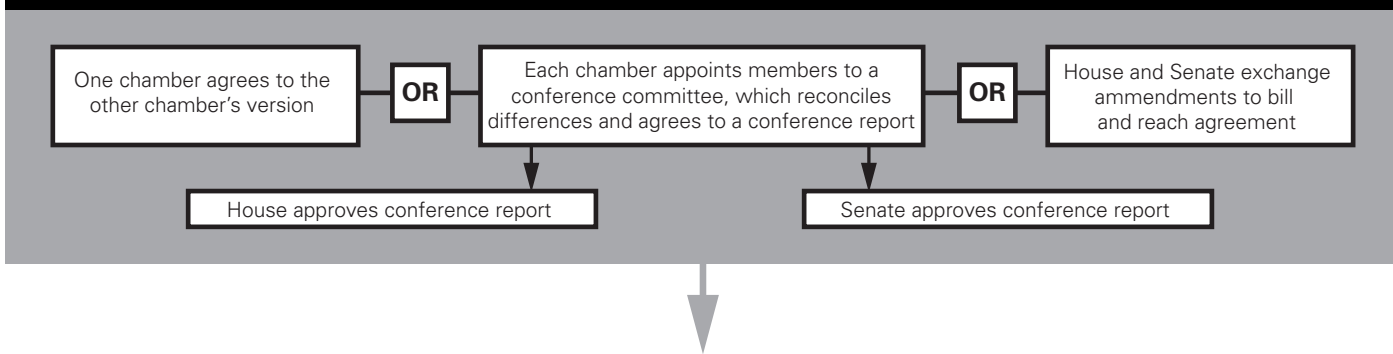 One chamber agrees to the
other chamber's version
OR
Each chamber appoints members to a
conference committee, which reconciles
differences and agrees to a conference report
OR
House and Senate exchange
ammendments to bill
and reach agreement
House approves conference report
Senate approves conference report